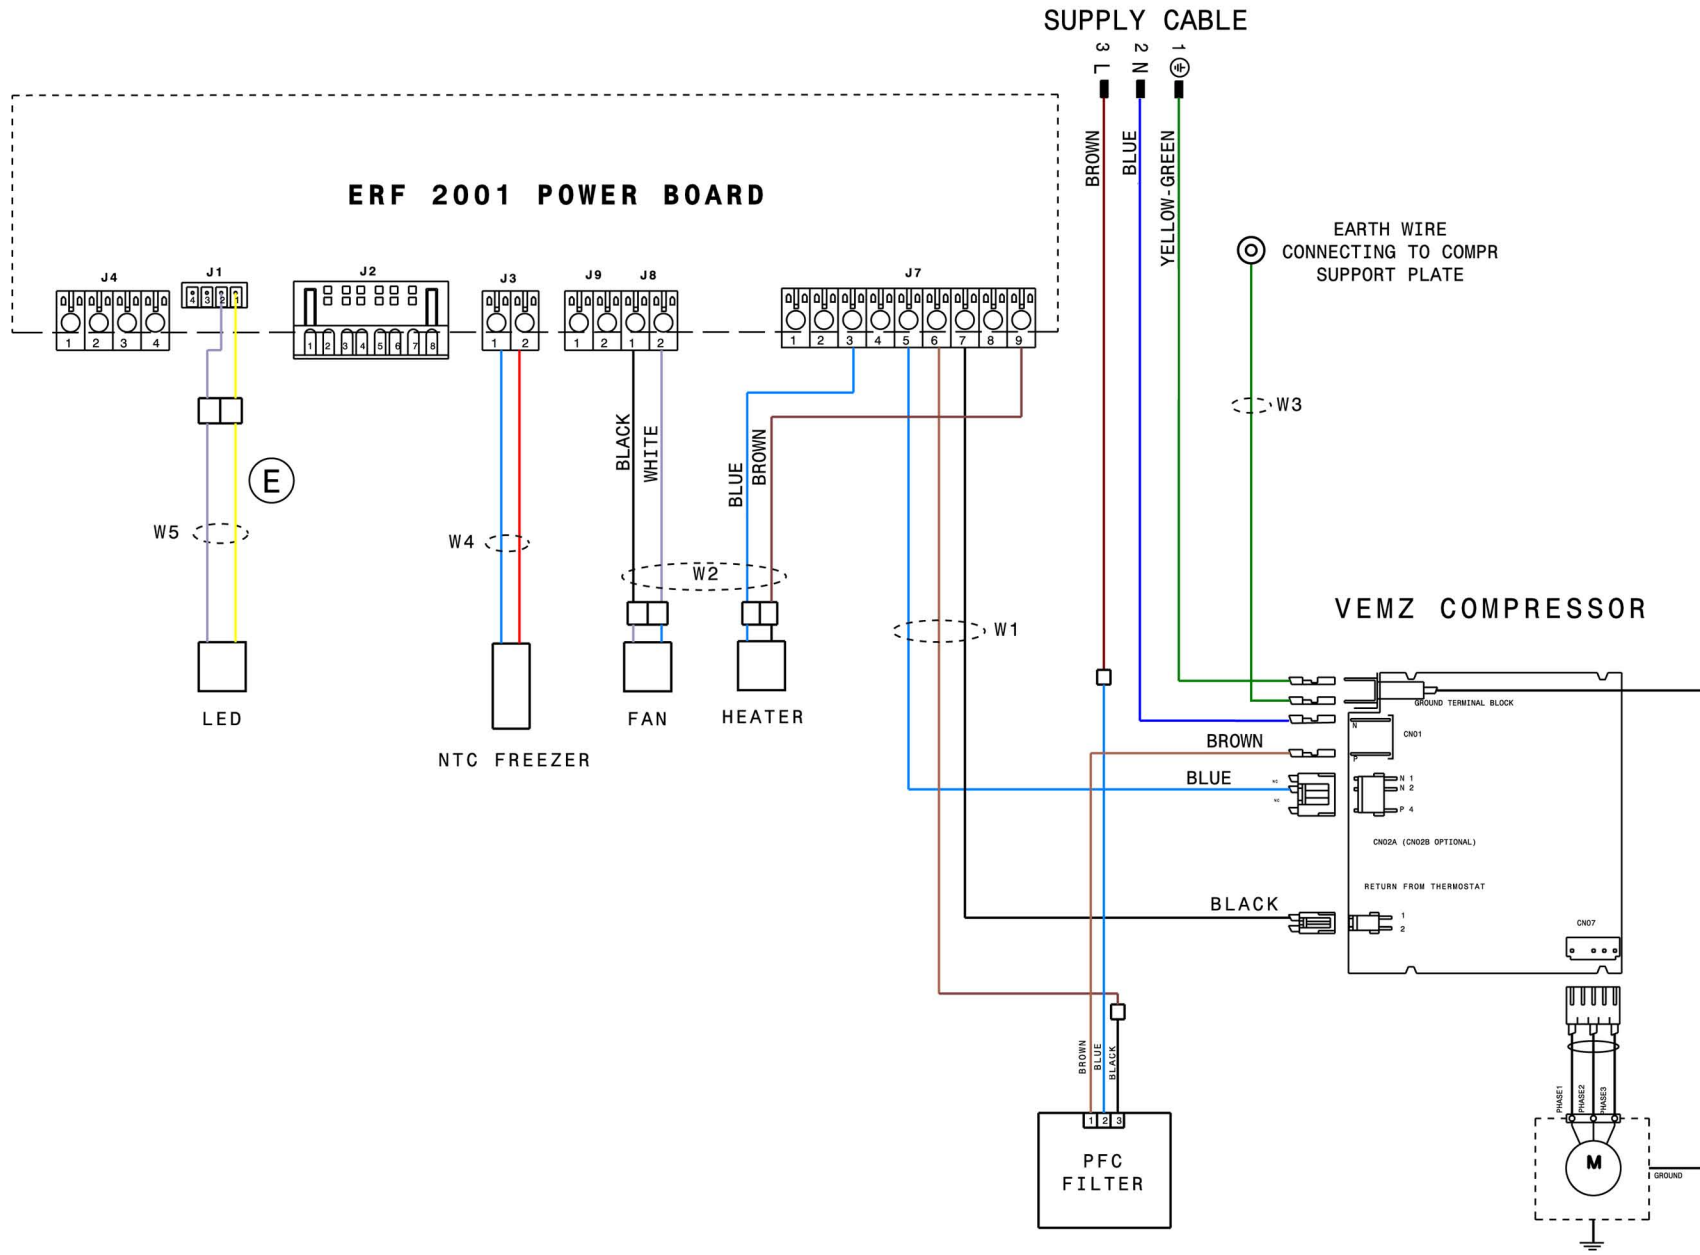 SUPPLY CABLE
3 L
2 N
1
BROWN
BLUE
YELLOW-GREEN
ERF 2001 POWER BOARD
EARTH WIRE
CONNECTING TO COMPR
SUPPORT PLATE
J4
J1
J2
J3
J9
J8
J7
4 3 2 1
1 2 3 4
1 2 3 4 5 6 7 8
1 2
1 2
1 2
1 2 3 4 5 6 7 8 9
W3
BLACK
WHITE
BLUE
BROWN
E
W5
W4
W2
W1
VEMZ COMPRESSOR
LED
NTC FREEZER
FAN
HEATER
GROUND TERMINAL BLOCK
N
CN01
P
BROWN
BLUE
NC
NC
N 1
N 2
P 4
CN02A (CN02B OPTIONAL)
RETURN FROM THERMOSTAT
BLACK
1
2
CN07
BROWN
BLUE
BLACK
1 2 3
PFC
FILTER
PHASE1
PHASE2
PHASE3
M
GROUND